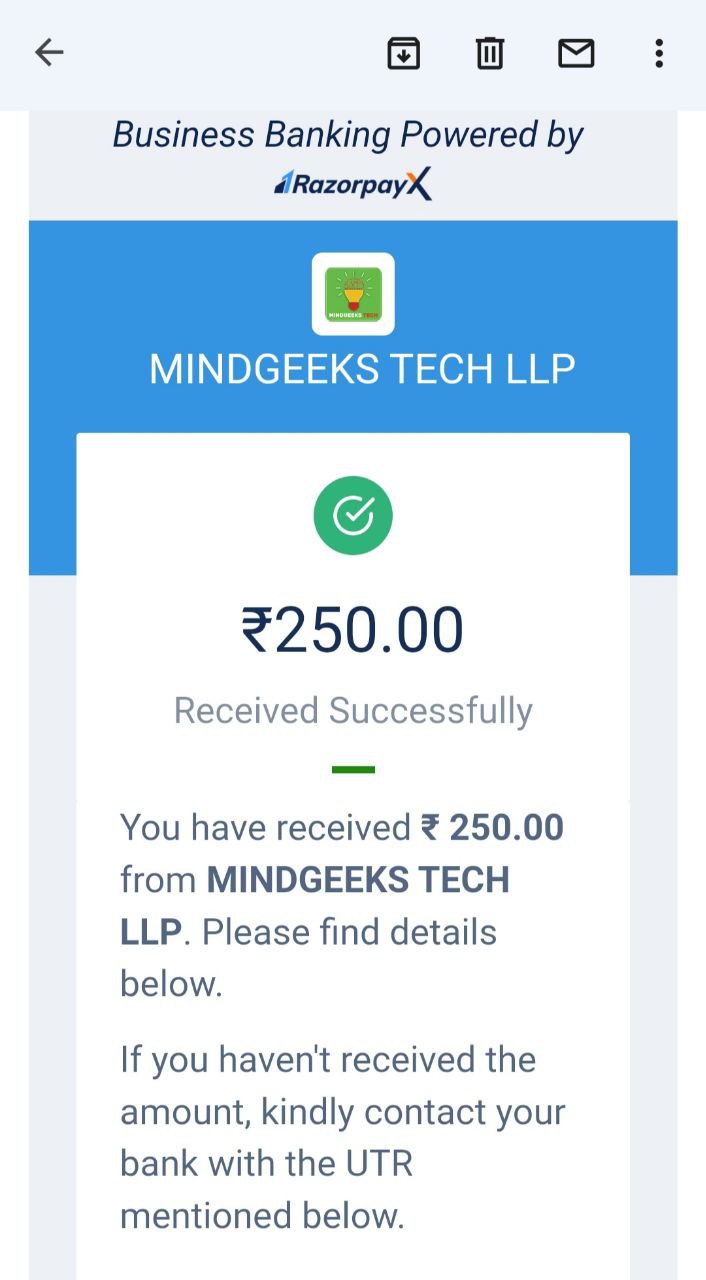 Business Banking Powered by
RazorpayX
MINDGEEKS TECH
MINDGEEKS TECH LLP
₹250.00
Received Successfully
You have received ₹ 250.00
from MINDGEEKS TECH
LLP. Please find details
below.
If you haven't received the
amount, kindly contact your
bank with the UTR
mentioned below.